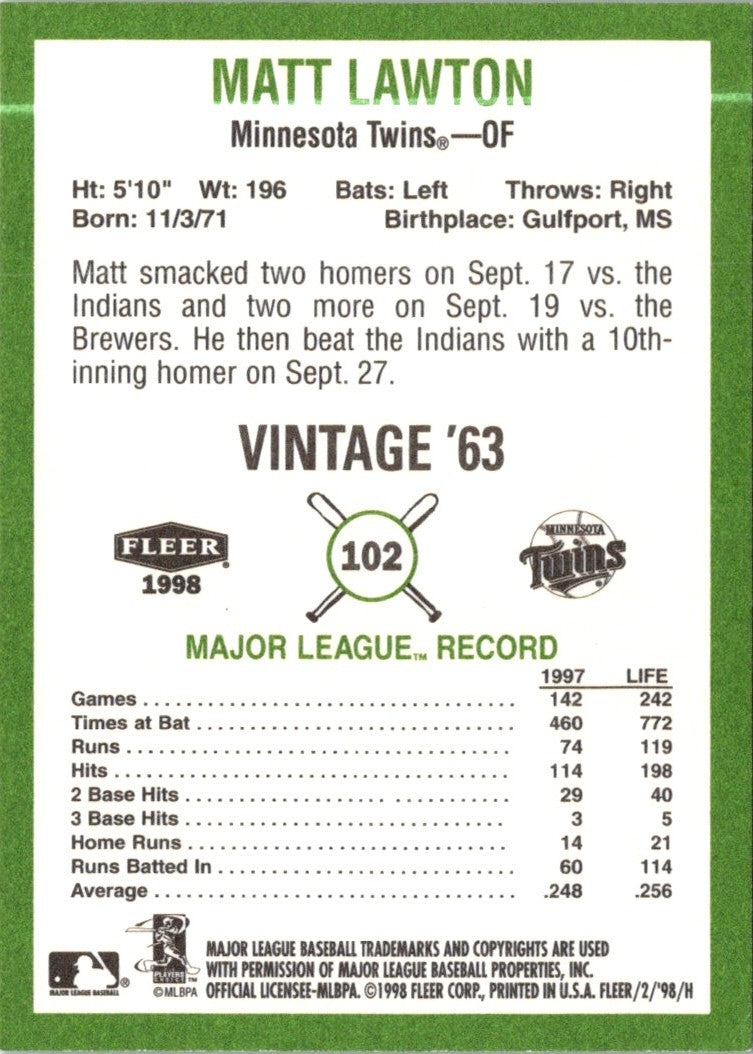 MATT LAWTON
Minnesota Twins®—OF
Ht: 5'10" Wt: 196 Bats: Left Throws: Right
Born: 11/3/71 Birthplace: Gulfport, MS
Matt smacked two homers on Sept. 17 vs. the
Indians and two more on Sept. 19 vs. the
Brewers. He then beat the Indians with a 10th-
inning homer on Sept. 27.
VINTAGE '63
FLEER®
1998
102
MINNESOTA
Twins
MAJOR LEAGUE™ RECORD
1997 LIFE
Games 142 242
Times at Bat 460 772
Runs 74 119
Hits 114 198
2 Base Hits 29 40
3 Base Hits 3 5
Home Runs 14 21
Runs Batted In 60 114
Average .248 .256
MAJOR LEAGUE BASEBALL ®
PLAYERS
CHOICE ™
©MLBPA
MAJOR LEAGUE BASEBALL TRADEMARKS AND COPYRIGHTS ARE USED
WITH PERMISSION OF MAJOR LEAGUE BASEBALL PROPERTIES, INC.
OFFICIAL LICENSEE-MLBPA. ©1998 FLEER CORP., PRINTED IN U.S.A. FLEER/2/'98/H